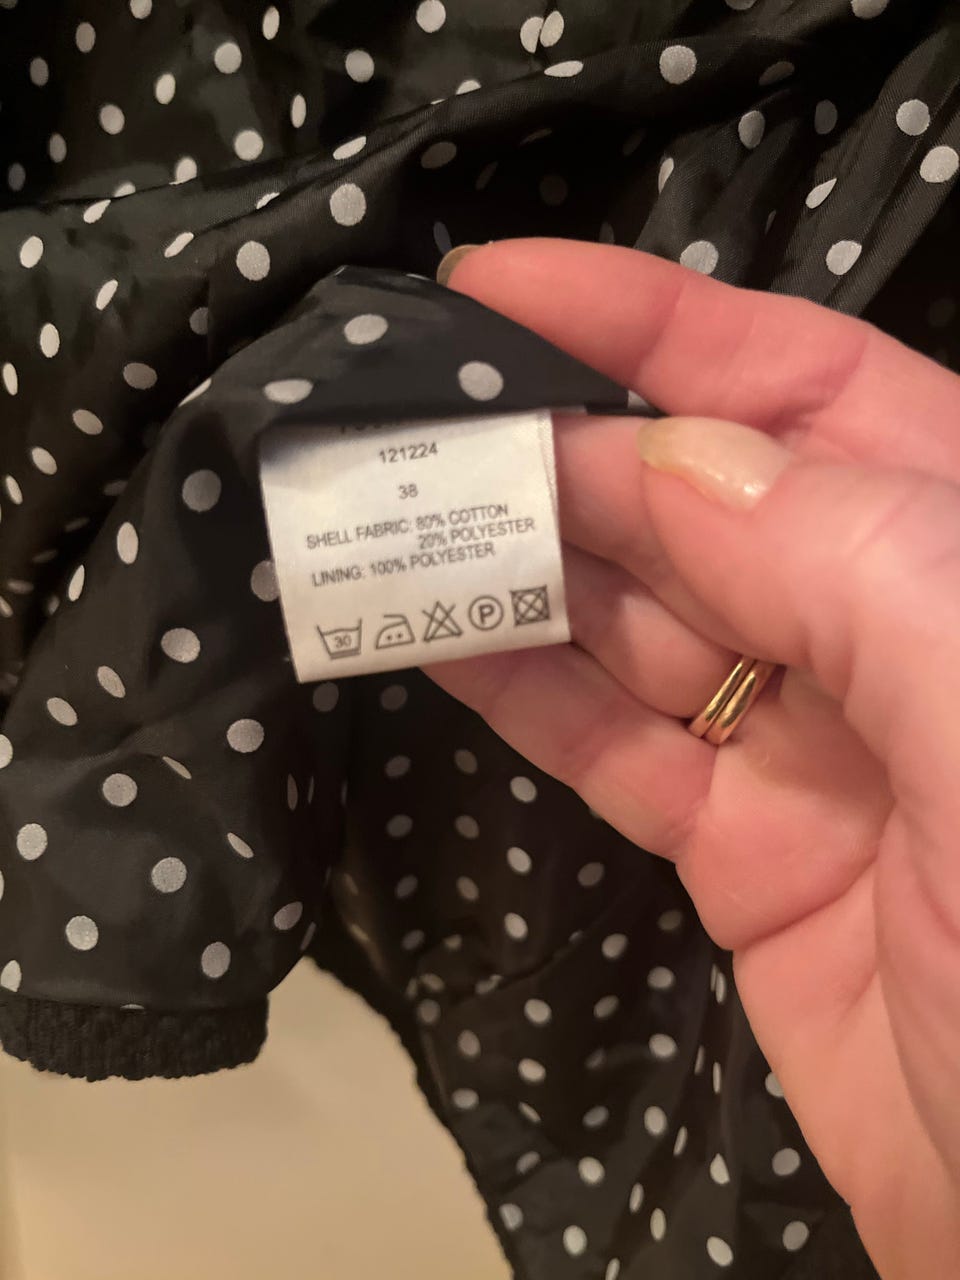 121224
38
SHELL FABRIC: 80% COTTON
20% POLYESTER
LINING: 100% POLYESTER
30 P